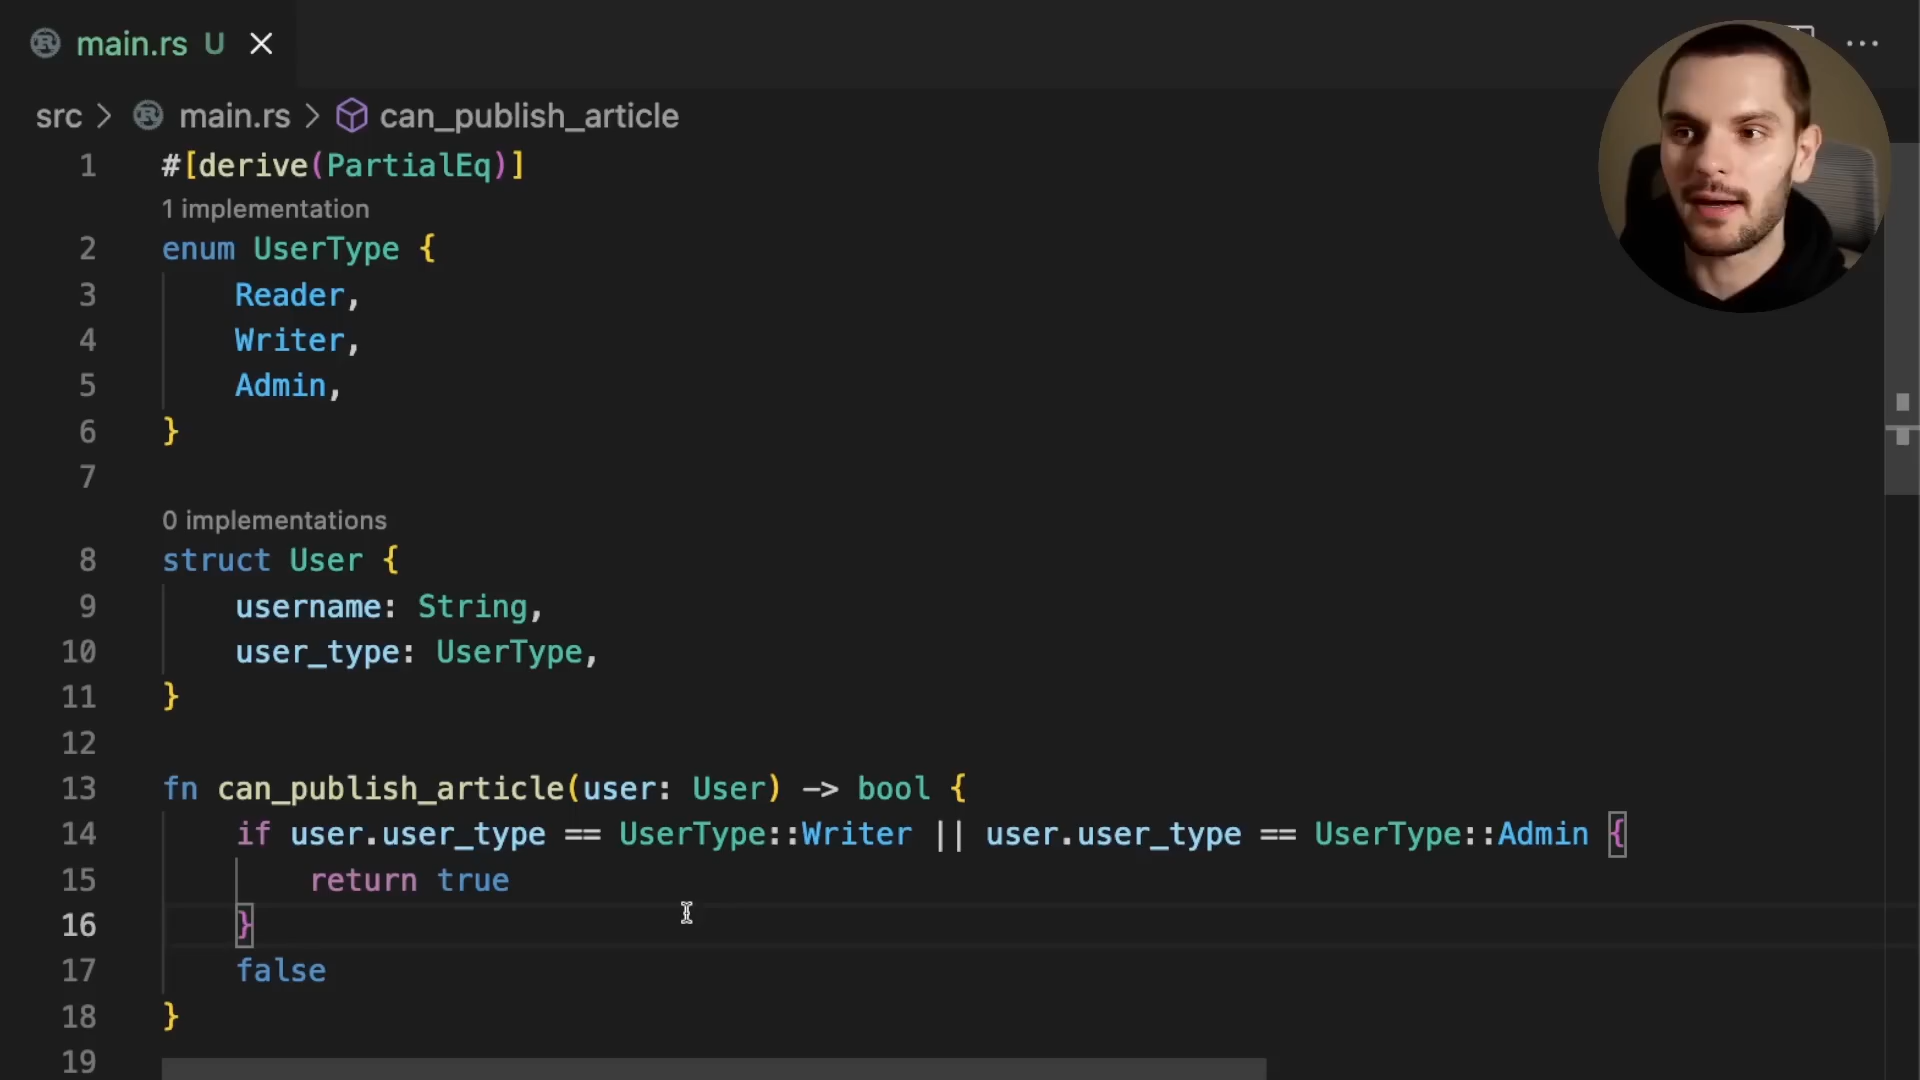 main.rs U
src > main.rs > can_publish_article
1 #[derive(PartialEq)]
1 implementation
2 enum UserType {
3     Reader,
4     Writer,
5     Admin,
6 }
7
0 implementations
8 struct User {
9     username: String,
10     user_type: UserType,
11 }
12
13 fn can_publish_article(user: User) -> bool {
14     if user.user_type == UserType::Writer || user.user_type == UserType::Admin {
15         return true
16     }
17     false
18 }
19